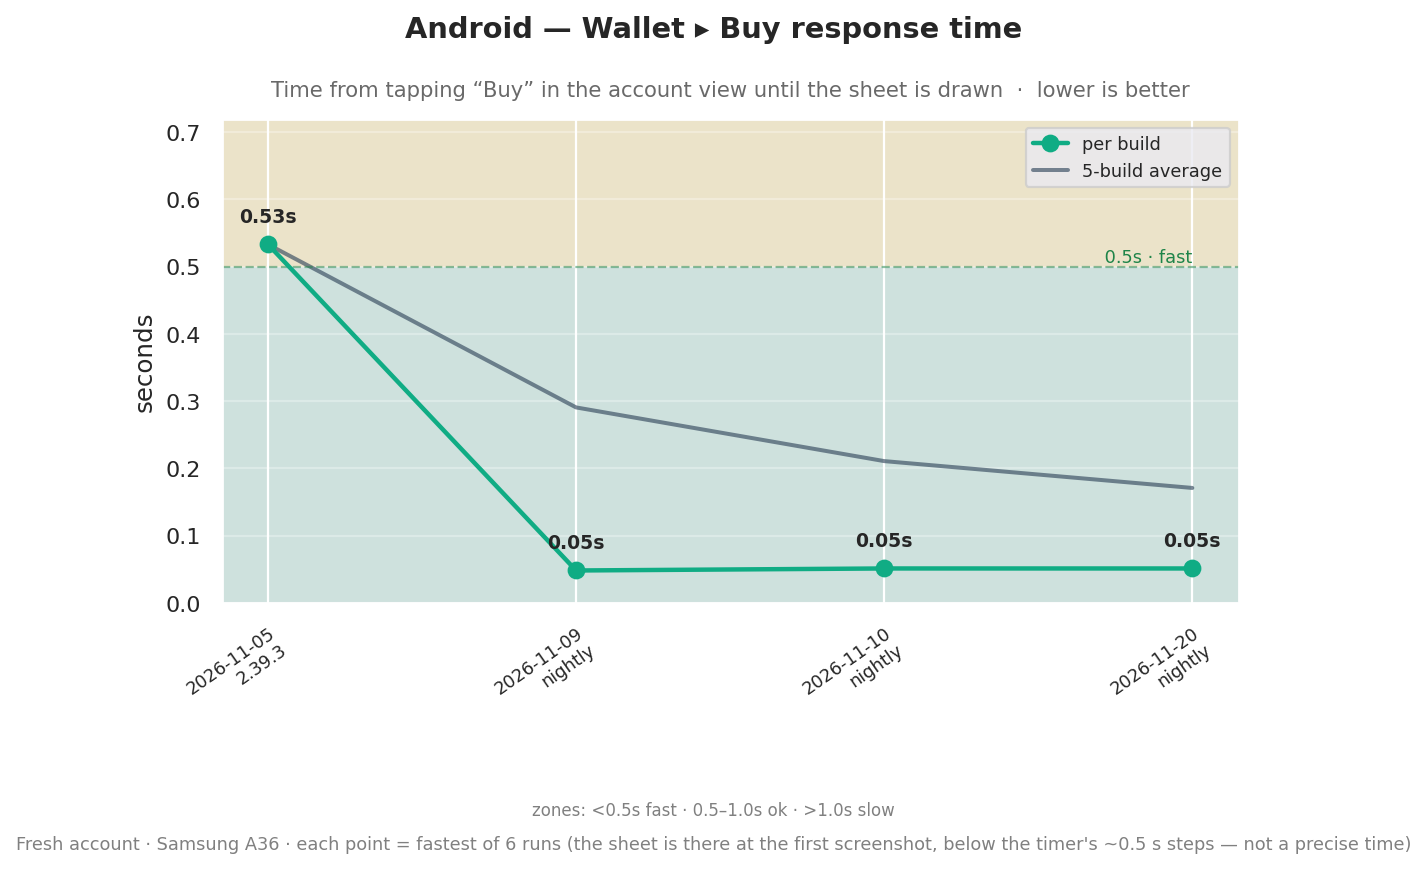 Android — Wallet ▸ Buy response time
Time from tapping “Buy” in the account view until the sheet is drawn · lower is better
per build
5-build average
0.7
0.6
0.5
0.4
0.3
0.2
0.1
0.0
seconds
0.53s
0.5s · fast
0.05s
0.05s
0.05s
2026-11-05
2.39.3
2026-11-09
nightly
2026-11-10
nightly
2026-11-20
nightly
zones: <0.5s fast · 0.5–1.0s ok · >1.0s slow
Fresh account · Samsung A36 · each point = fastest of 6 runs (the sheet is there at the first screenshot, below the timer's ~0.5 s steps — not a precise time)